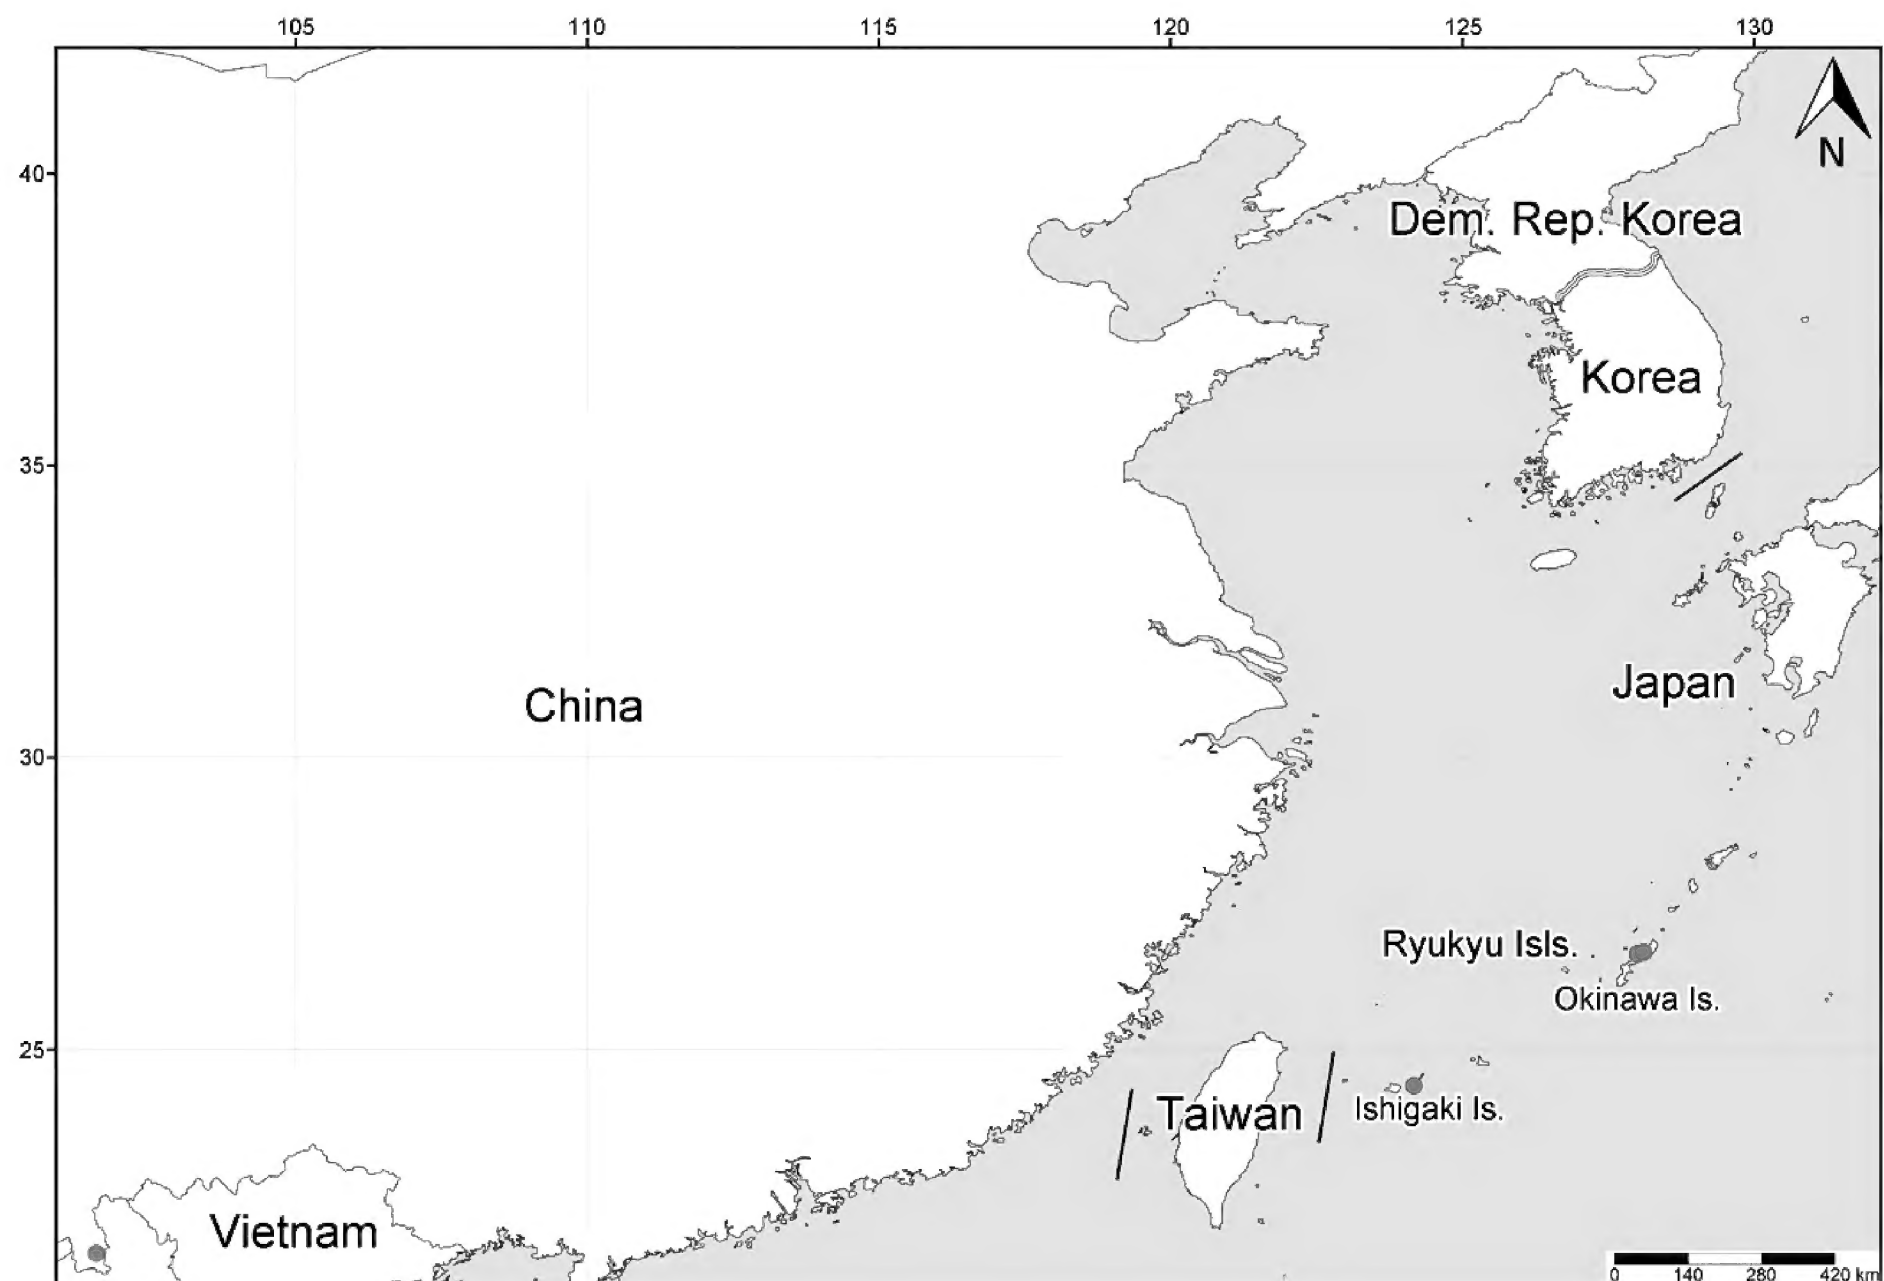 105 110 115 120 125 130
N
40
Dem. Rep. Korea
Korea
35
Japan
China
30
Ryukyu Isls.
Okinawa Is.
25
Taiwan
Ishigaki Is.
Vietnam
0 140 280 420 km